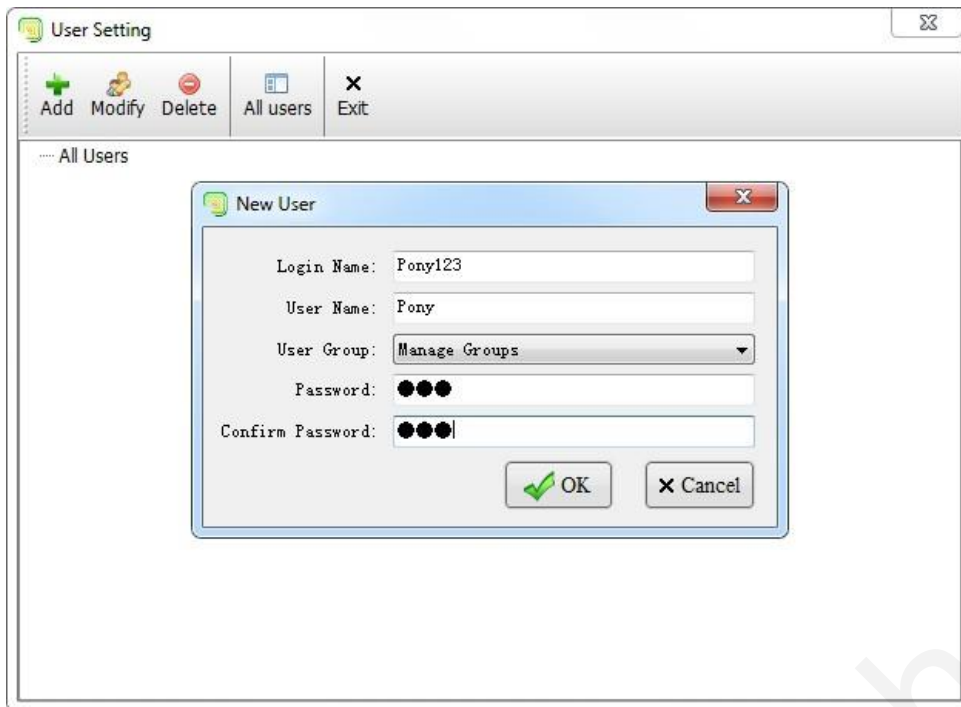 User Setting
Add Modify Delete All users Exit
All Users
New User
Login Name: Pony123
User Name: Pony
User Group: Manage Groups
Password: ●●●
Confirm Password: ●●●
OK Cancel